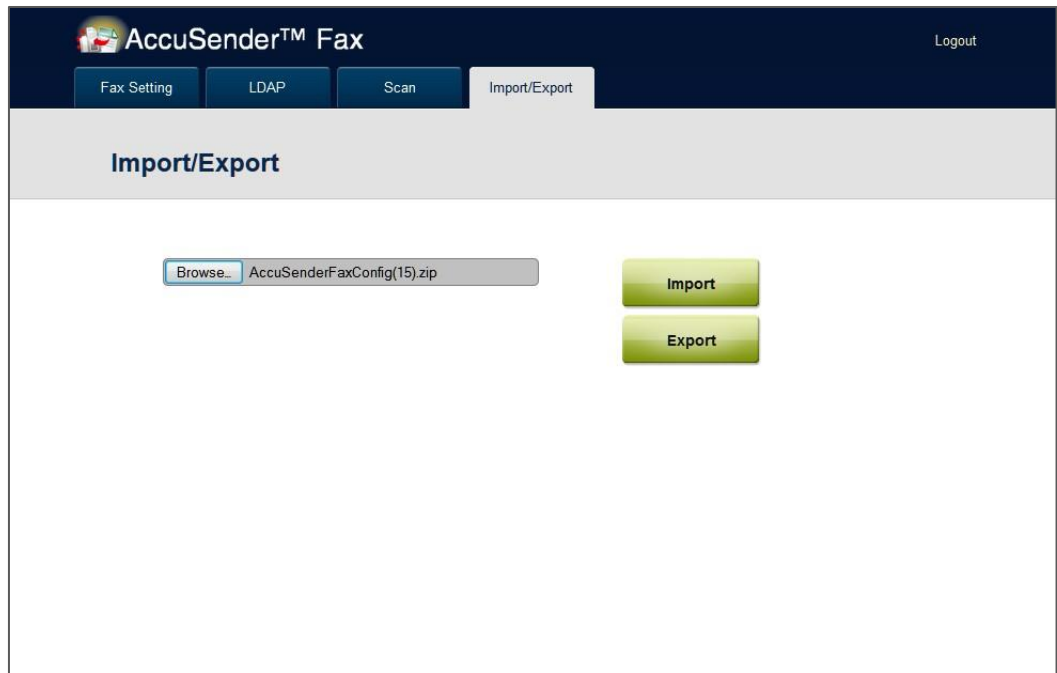 AccuSender™ Fax
Logout
Fax Setting LDAP Scan Import/Export
Import/Export
Browse... AccuSenderFaxConfig(15).zip
Import
Export